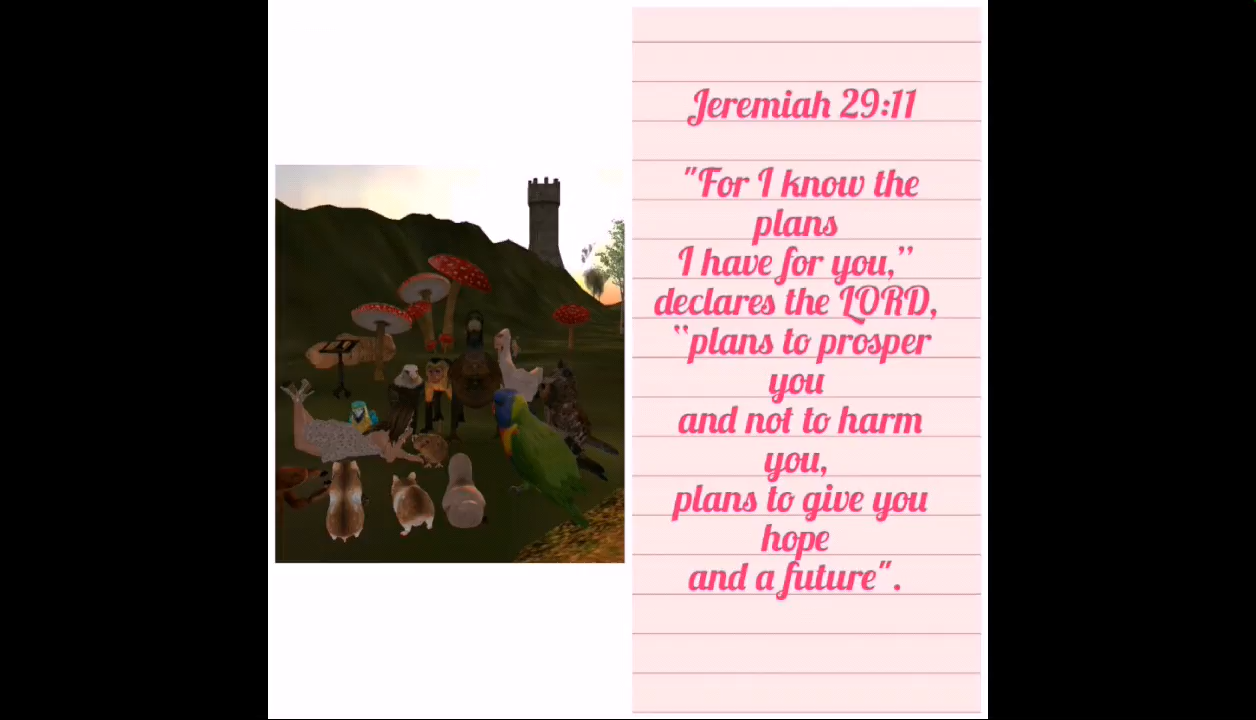 Jeremiah 29:11
"For I know the
plans
I have for you,”
declares the LORD,
“plans to prosper
you
and not to harm
you,
plans to give you
hope
and a future".